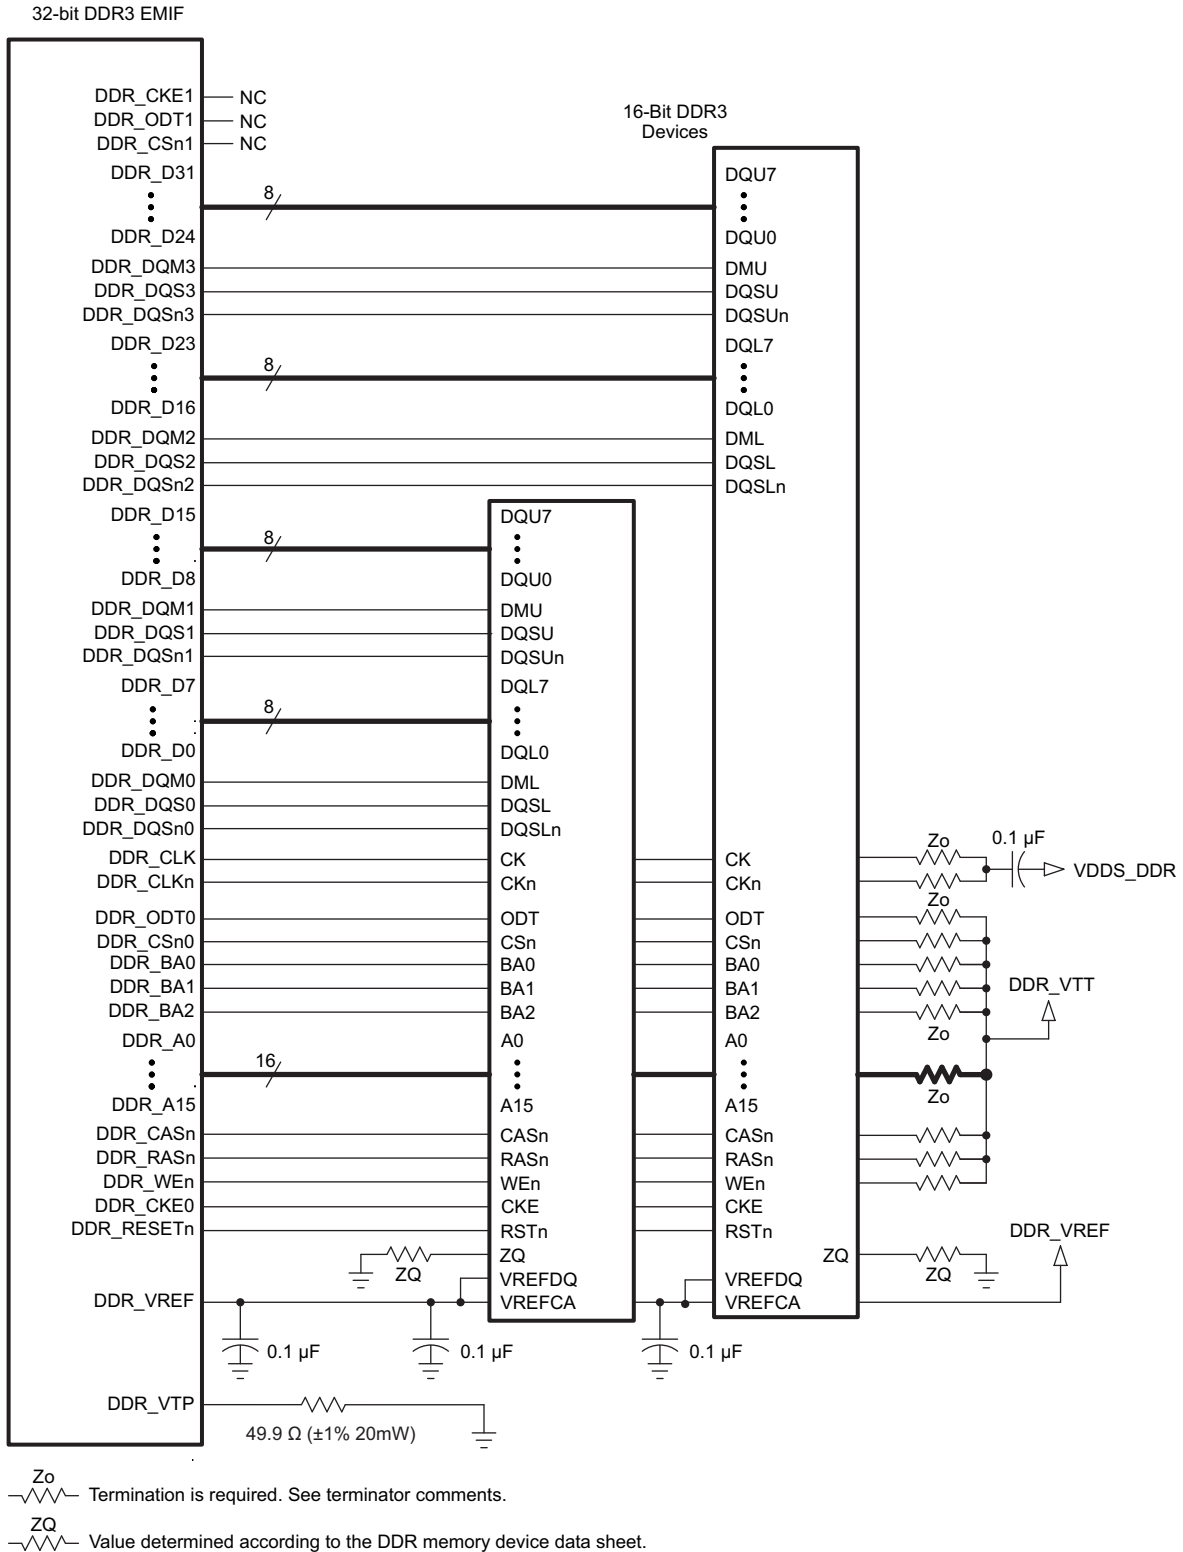 32-bit DDR3 EMIF
DDR_CKE1 NC
DDR_ODT1 NC
DDR_CSn1 NC
16-Bit DDR3
Devices
DDR_D31 DQU7
8
DDR_D24 DQU0
DDR_DQM3 DMU
DDR_DQS3 DQSU
DDR_DQSn3 DQSUn
DDR_D23 DQL7
8
DDR_D16 DQL0
DDR_DQM2 DML
DDR_DQS2 DQSL
DDR_DQSn2 DQSLn
DDR_D15 DQU7
8
DDR_D8 DQU0
DDR_DQM1 DMU
DDR_DQS1 DQSU
DDR_DQSn1 DQSUn
DDR_D7 DQL7
8
DDR_D0 DQL0
DDR_DQM0 DML
DDR_DQS0 DQSL
DDR_DQSn0 DQSLn
Zo 0.1 µF
DDR_CLK CK CK
VDDS_DDR
DDR_CLKn CKn CKn
Zo
DDR_ODT0 ODT ODT
DDR_CSn0 CSn CSn
DDR_BA0 BA0 BA0
DDR_BA1 BA1 BA1 DDR_VTT
DDR_BA2 BA2 BA2
Zo
DDR_A0 A0 A0
16
Zo
DDR_A15 A15 A15
DDR_CASn CASn CASn
DDR_RASn RASn RASn
DDR_WEn WEn WEn
DDR_CKE0 CKE CKE
DDR_RESETn RSTn RSTn DDR_VREF
ZQ ZQ
ZQ ZQ
VREFDQ VREFDQ
DDR_VREF VREFCA VREFCA
0.1 µF 0.1 µF 0.1 µF
DDR_VTP
49.9 Ω (±1% 20mW)
Zo
Termination is required. See terminator comments.
ZQ
Value determined according to the DDR memory device data sheet.